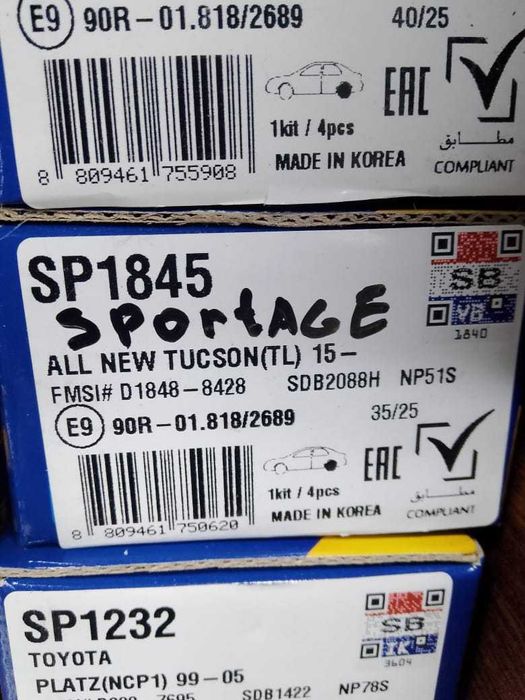 E9 90R-01.818/2689 40/25
EAC
1kit / 4pcs
مطابق
8 809461 755908
MADE IN KOREA
COMPLIANT
SP1845
SB
SPORTAGE
1840
ALL NEW TUCSON(TL) 15-
FMSI# D1848-8428 SDB2088H NP51S
E9 90R-01.818/2689 35/25
EAC
1kit / 4pcs
مطابق
8 809461 750620
MADE IN KOREA
COMPLIANT
SP1232
SB
TOYOTA
3604
PLATZ(NCP1) 99-05
SDB1422 NP78S